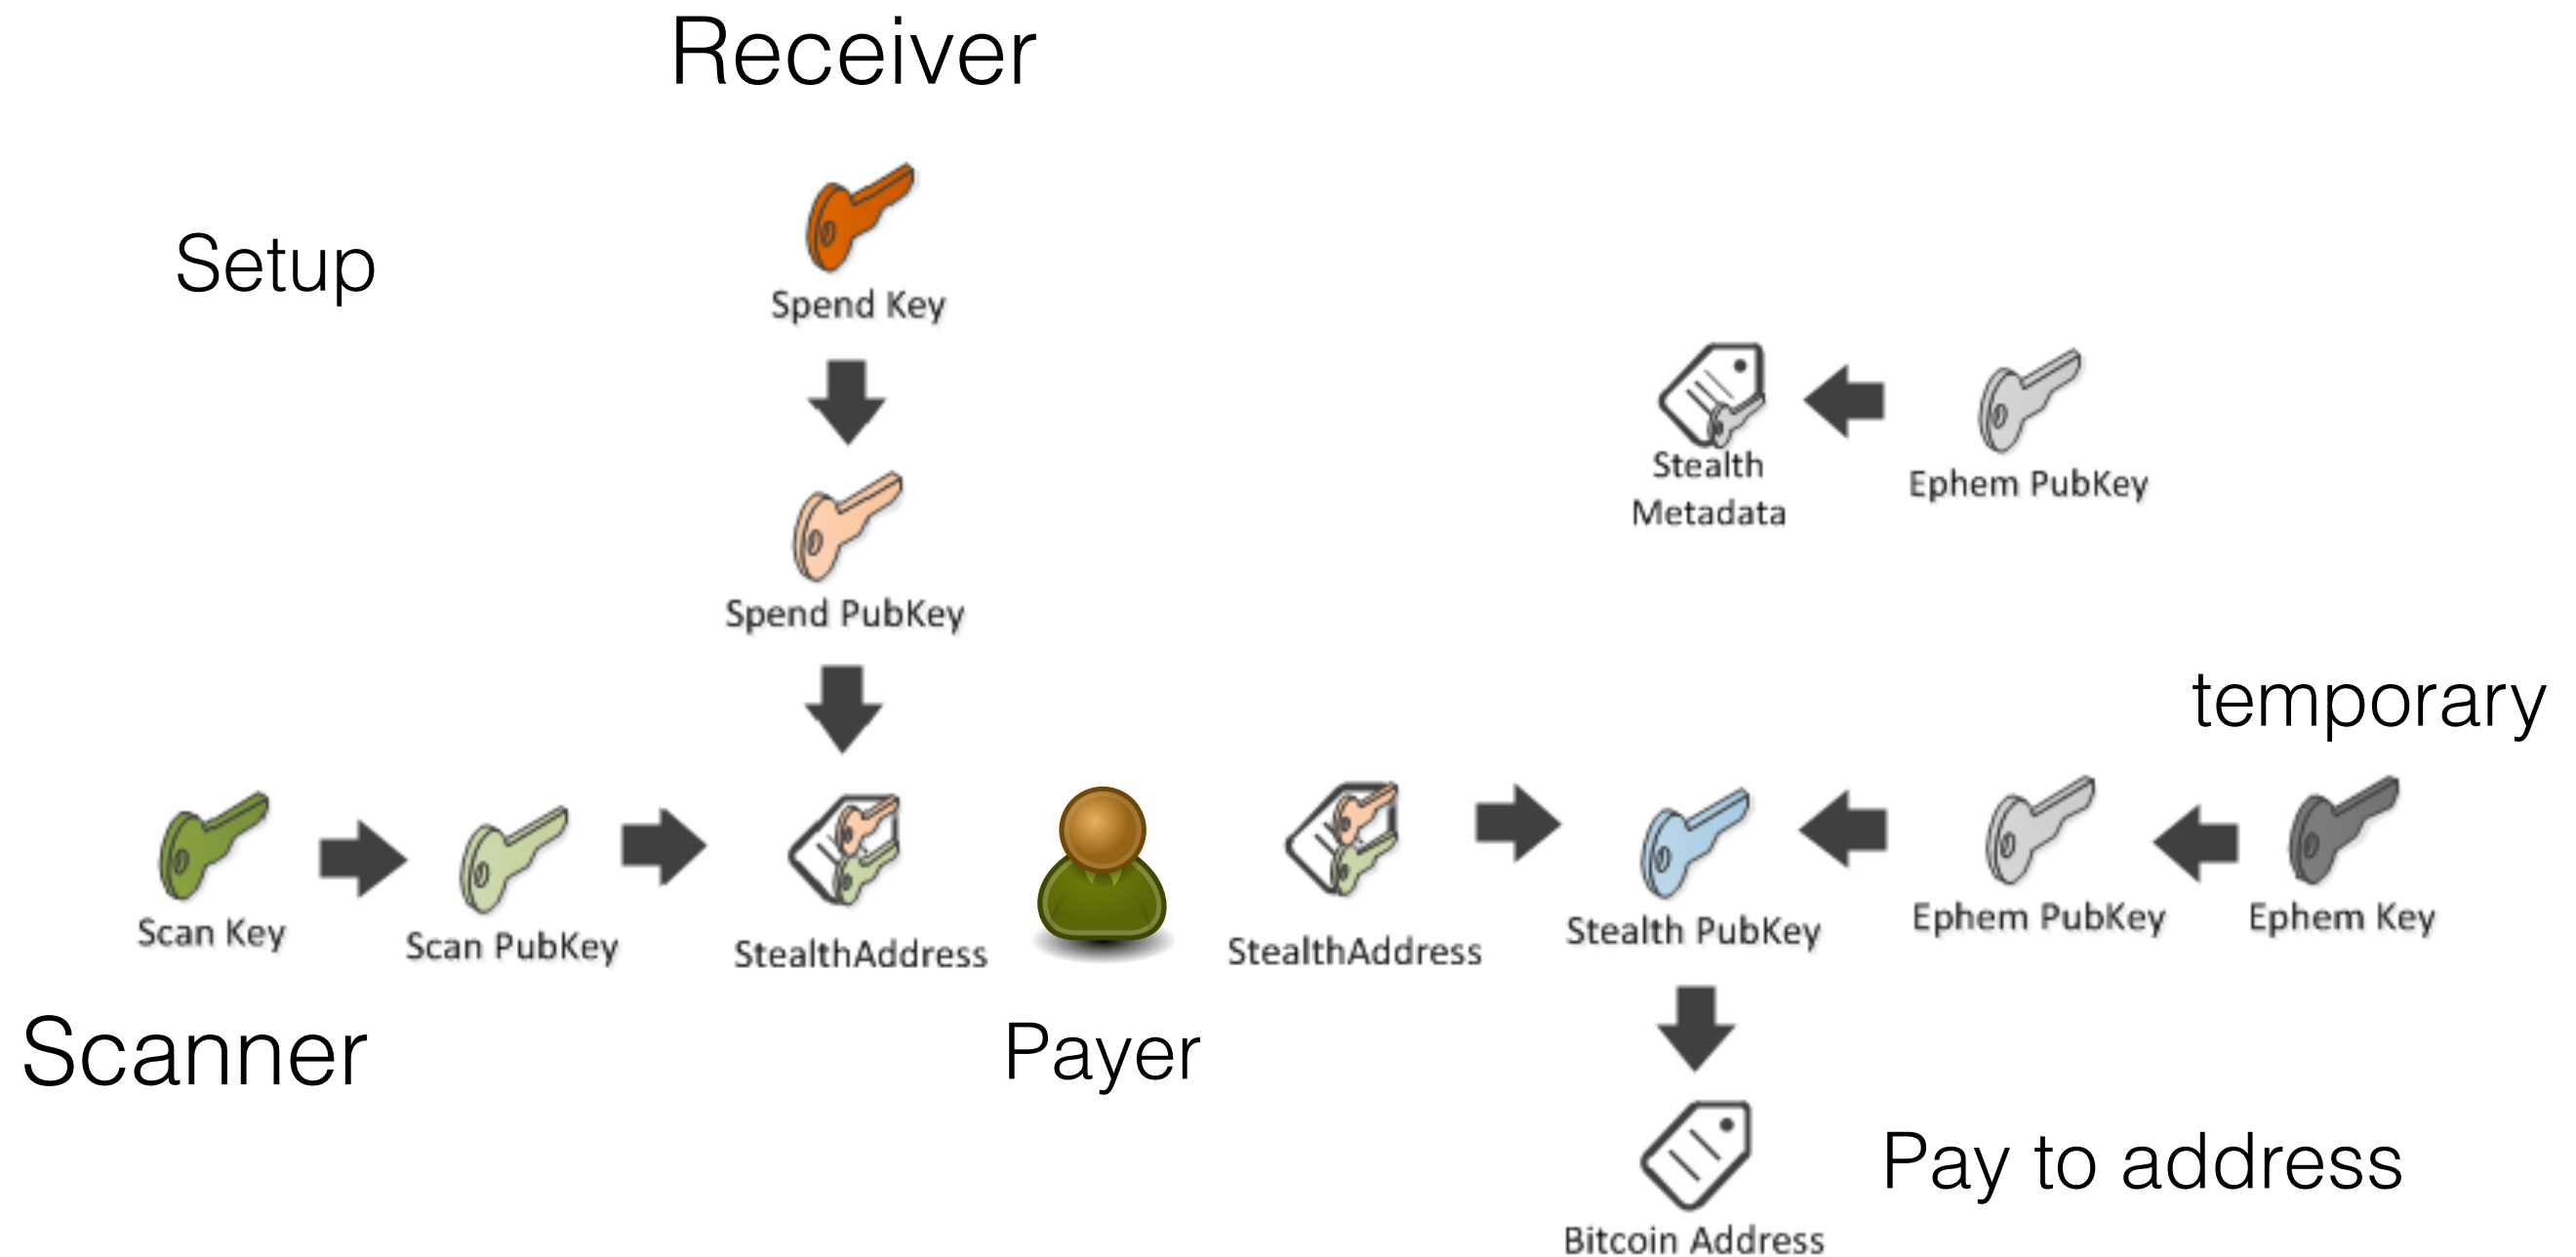 Receiver
Setup
Spend Key
Stealth
Metadata
Ephem PubKey
Spend PubKey
temporary
Scan Key
Scan PubKey
StealthAddress
StealthAddress
Stealth PubKey
Ephem PubKey
Ephem Key
Scanner
Payer
Pay to address
Bitcoin Address